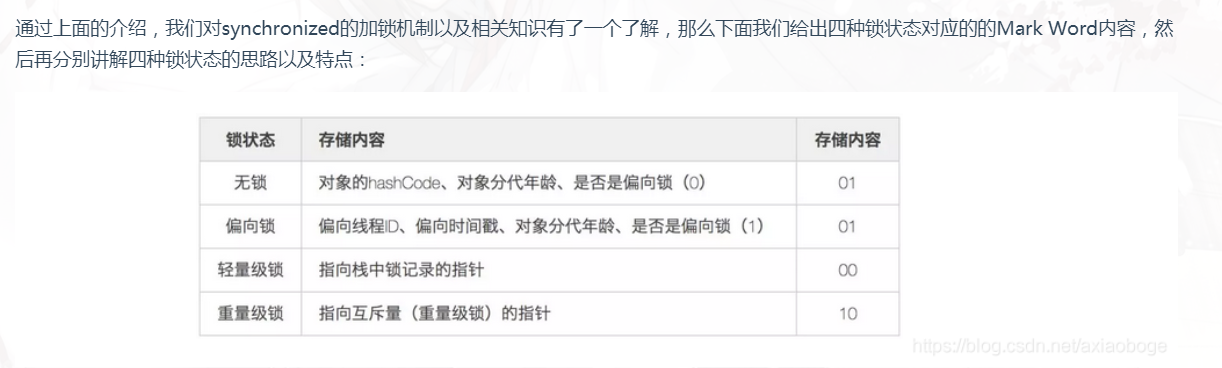 通过上面的介绍，我们对synchronized的加锁机制以及相关知识有了一个了解，那么下面我们给出四种锁状态对应的的Mark Word内容，然
后再分别讲解四种锁状态的思路以及特点：
锁状态 存储内容 存储内容
无锁 对象的hashCode、对象分代年龄、是否是偏向锁（0） 01
偏向锁 偏向线程ID、偏向时间戳、对象分代年龄、是否是偏向锁（1） 01
轻量级锁 指向栈中锁记录的指针 00
重量级锁 指向互斥量（重量级锁）的指针 10
https://blog.csdn.net/axiaoboge